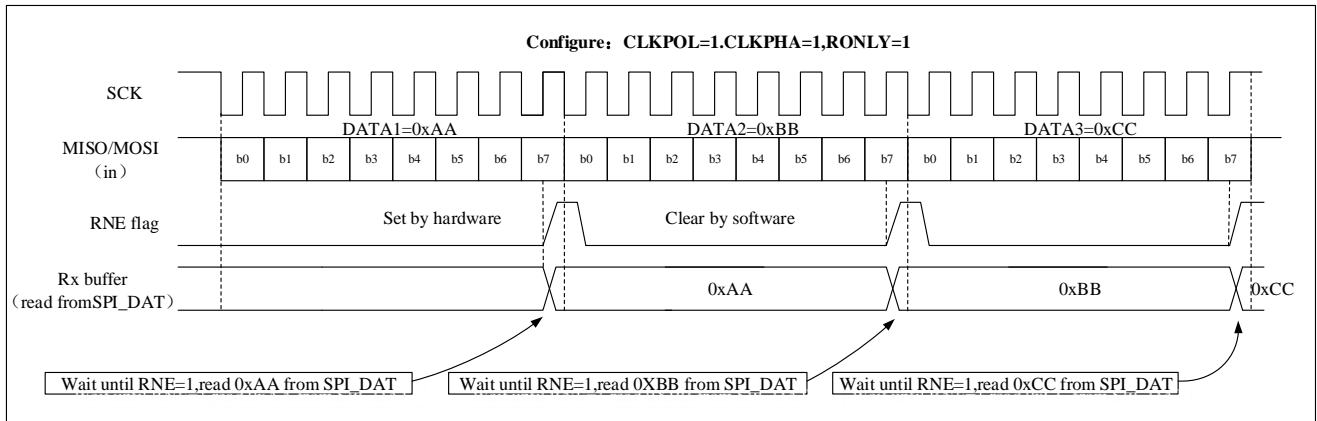 Configure：CLKPOL=1.CLKPHA=1,RONLY=1
SCK
DATA1=0xAA DATA2=0xBB DATA3=0xCC
MISO/MOSI
（in）
b0 b1 b2 b3 b4 b5 b6 b7 b0 b1 b2 b3 b4 b5 b6 b7 b0 b1 b2 b3 b4 b5 b6 b7
RNE flag
Set by hardware
Clear by software
Rx buffer
（read fromSPI_DAT）
0xAA
0xBB
0xCC
Wait until RNE=1,read 0xAA from SPI_DAT
Wait until RNE=1,read 0XBB from SPI_DAT
Wait until RNE=1,read 0xCC from SPI_DAT